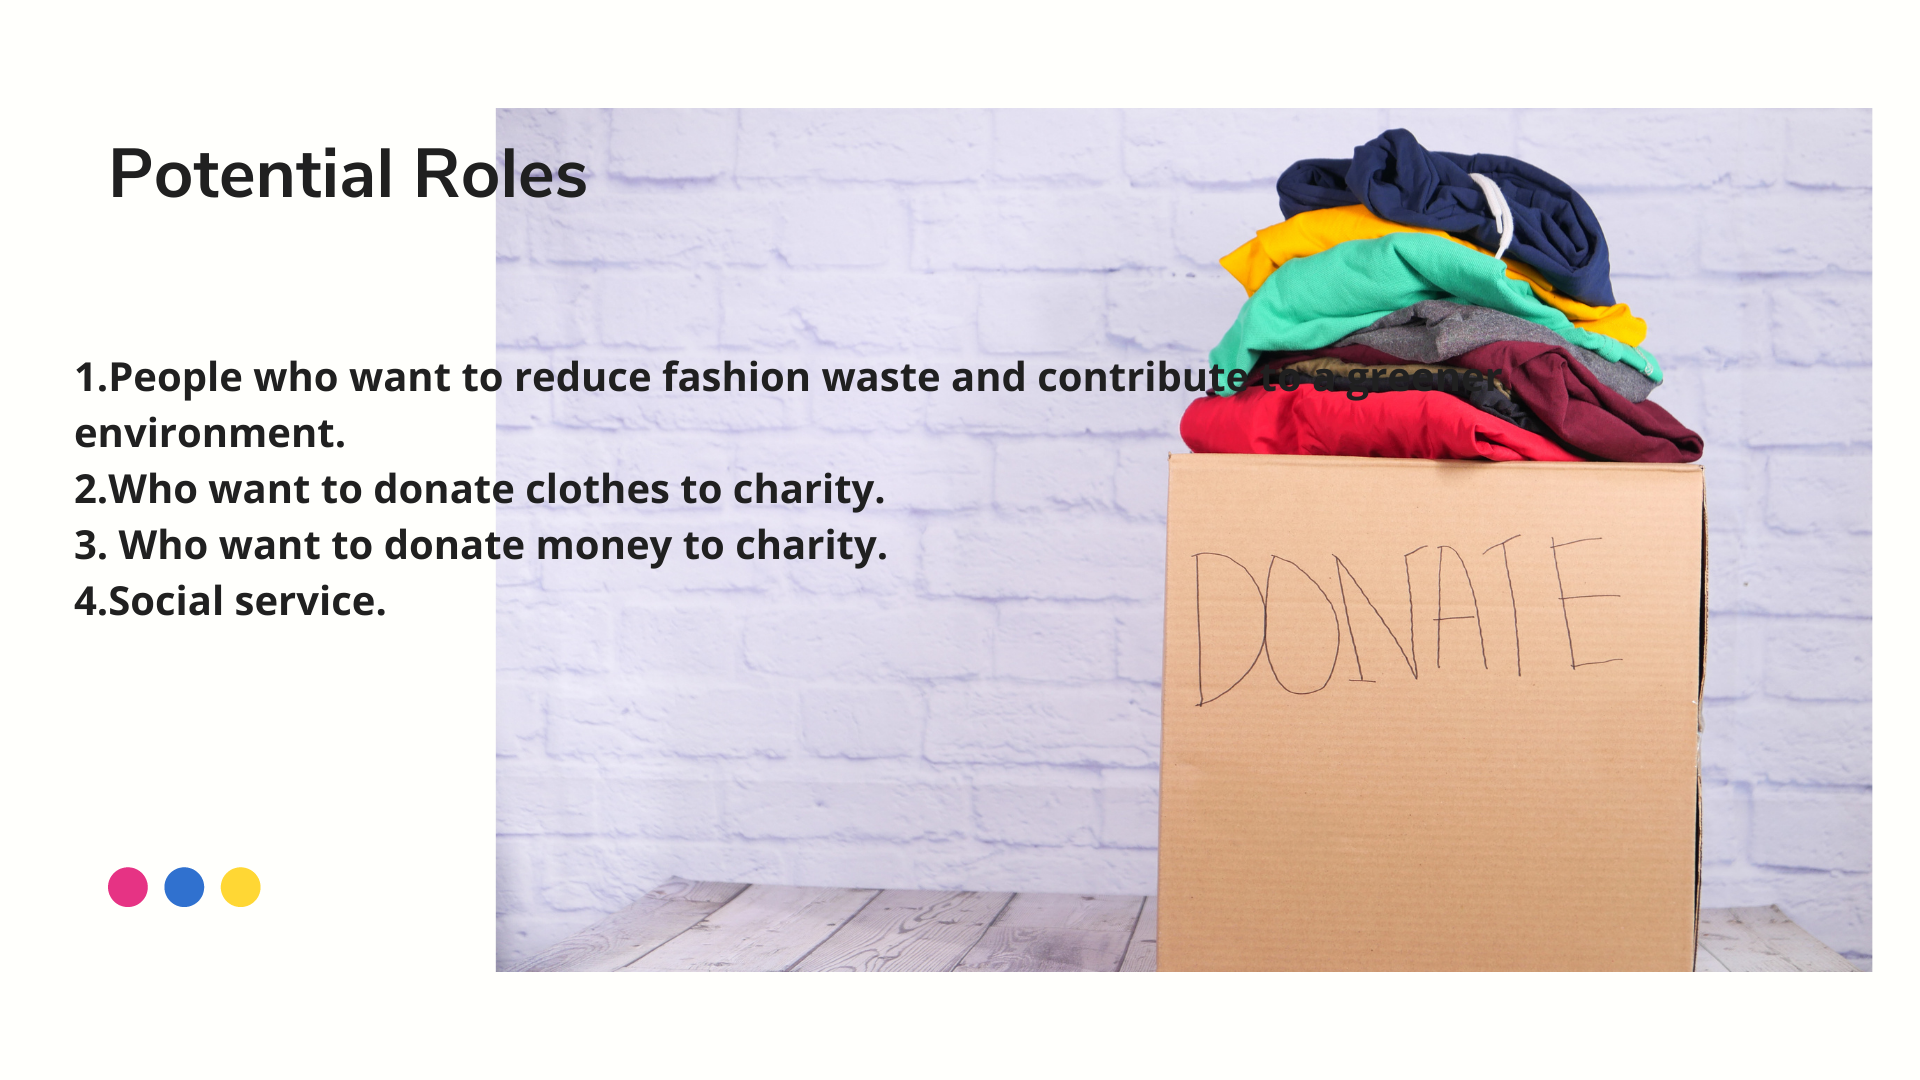 Potential Roles
1.People who want to reduce fashion waste and contribute to a greener
environment.
2.Who want to donate clothes to charity.
3. Who want to donate money to charity.
4.Social service.
DONATE